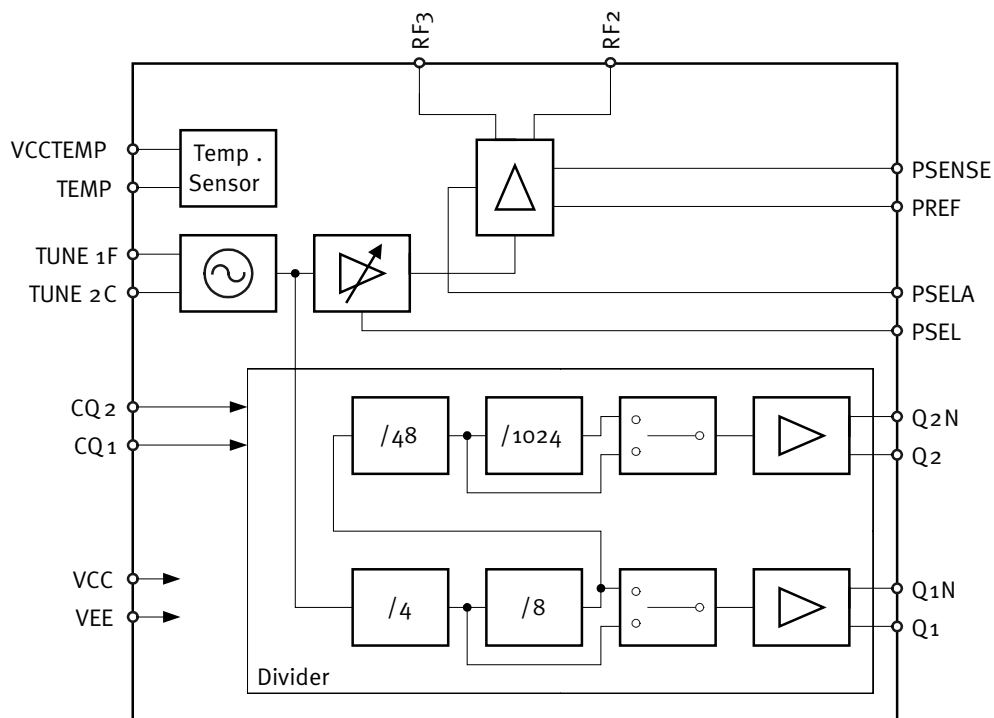 RF3
RF2
VCCTEMP
TEMP
Temp .
Sensor
PSENSE
PREF
TUNE 1F
TUNE 2C
PSELA
PSEL
CQ2
CQ1
/48
/1024
Q2N
Q2
VCC
VEE
/4
/8
Q1N
Q1
Divider